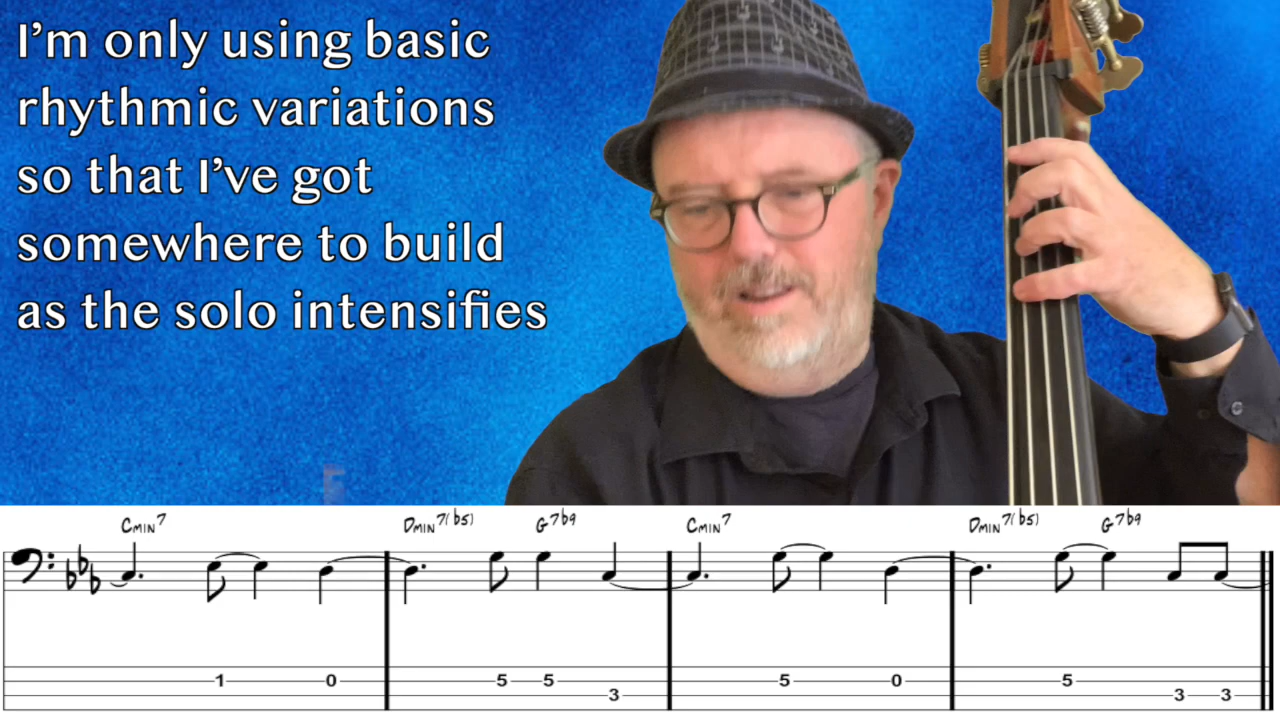 I’m only using basic
rhythmic variations
so that I’ve got
somewhere to build
as the solo intensifies
Cmin7 Dmin7(b5) G7b9 Cmin7 Dmin7(b5) G7b9
1 0 5 5 5 0 5
3 3 3